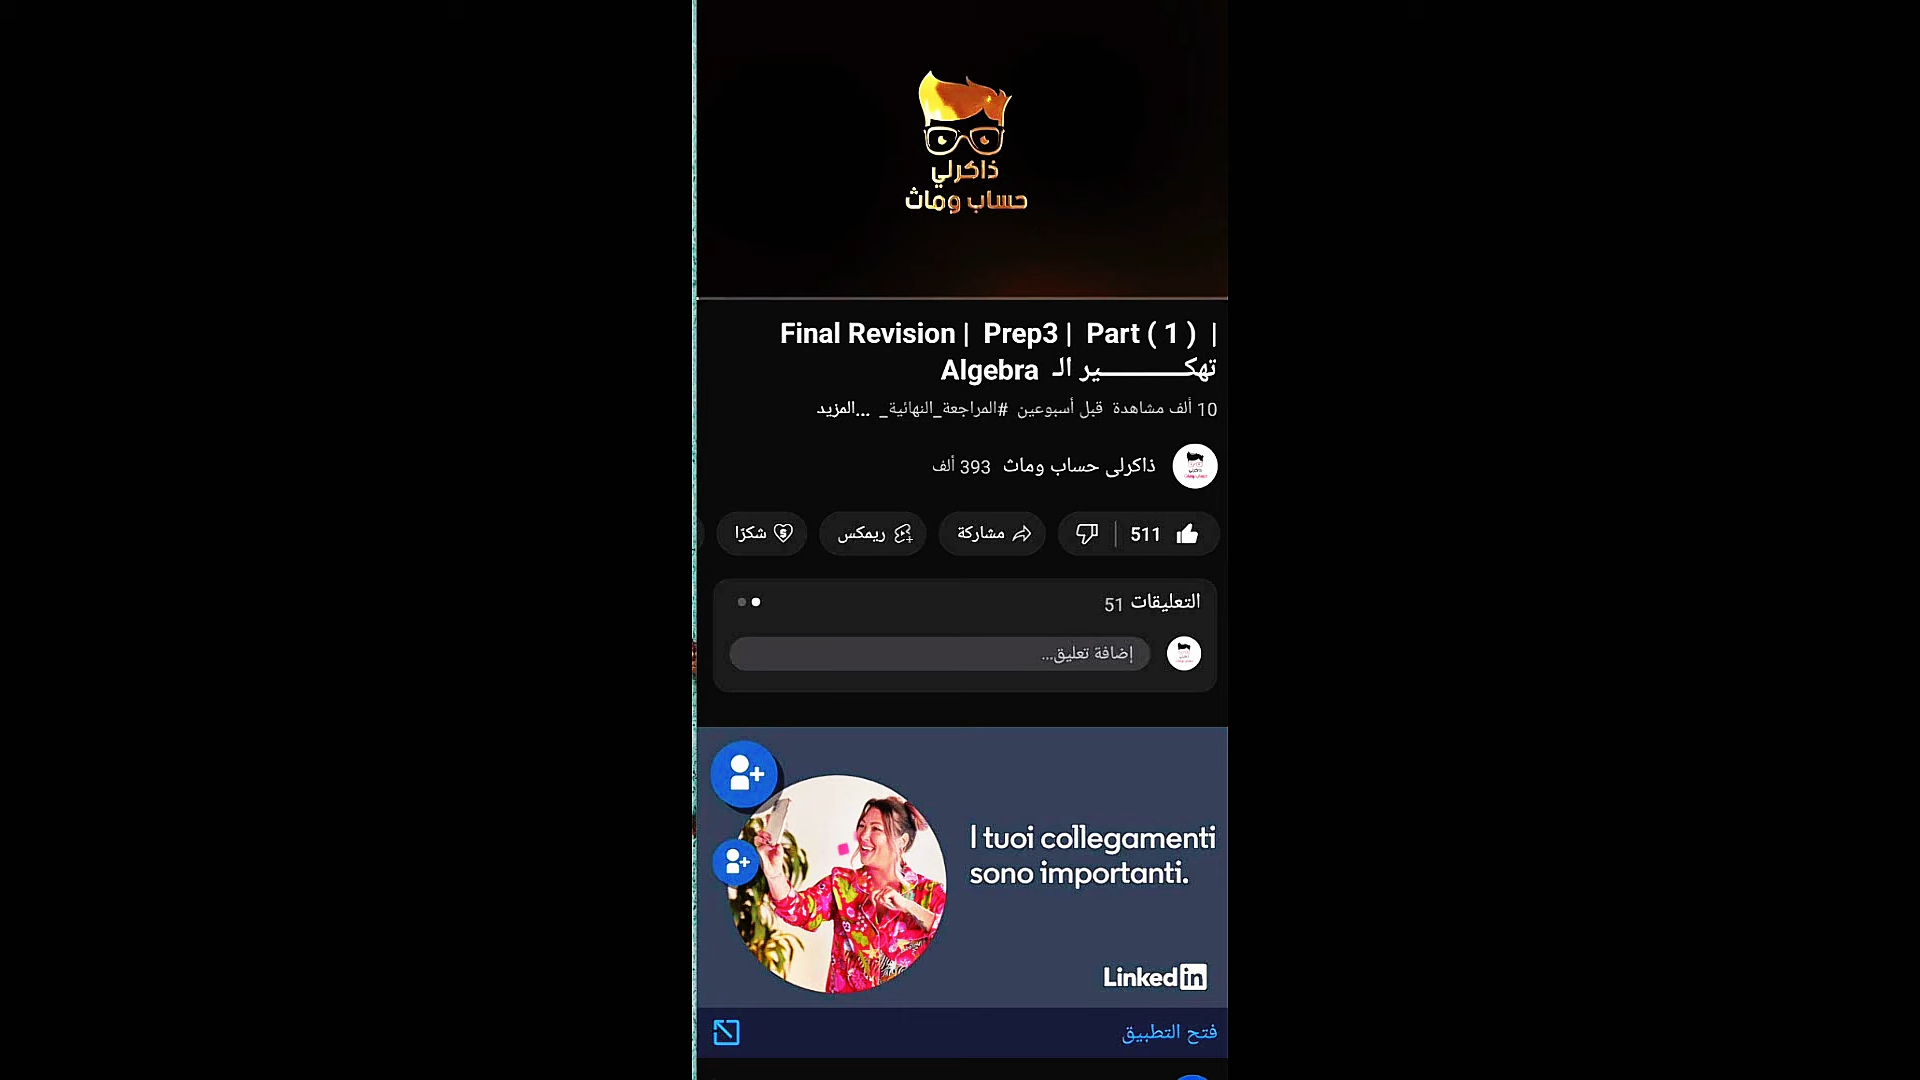 ذاكرلي
حساب وماث
Final Revision | Prep3 | Part ( 1 ) |
تهكـــــــــــــير الـ Algebra
10 ألف مشاهدة قبل أسبوعين #المراجعة_النهائية_ ...المزيد
ذاكرلى حساب وماث 393 ألف
511
مشاركة
ريمكس
شكرًا
التعليقات 51
إضافة تعليق...
I tuoi collegamenti
sono importanti.
Linkedin
فتح التطبيق